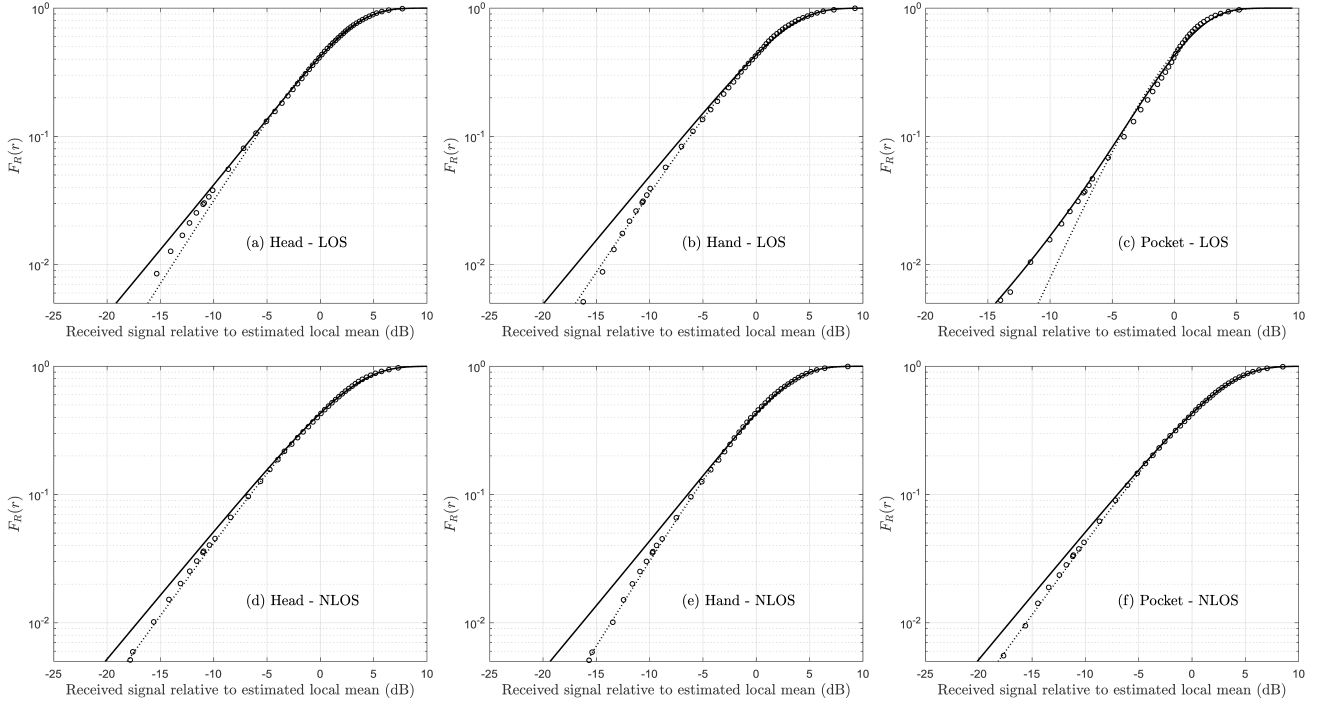 10^0
10^-1
10^-2
F_R(r)
(a) Head - LOS
-25 -20 -15 -10 -5 0 5 10
Received signal relative to estimated local mean (dB)
10^0
10^-1
10^-2
F_R(r)
(b) Hand - LOS
-25 -20 -15 -10 -5 0 5 10
Received signal relative to estimated local mean (dB)
10^0
10^-1
10^-2
F_R(r)
(c) Pocket - LOS
-20 -15 -10 -5 0 5 10
Received signal relative to estimated local mean (dB)
10^0
10^-1
10^-2
F_R(r)
(d) Head - NLOS
-25 -20 -15 -10 -5 0 5 10
Received signal relative to estimated local mean (dB)
10^0
10^-1
10^-2
F_R(r)
(e) Hand - NLOS
-25 -20 -15 -10 -5 0 5 10
Received signal relative to estimated local mean (dB)
10^0
10^-1
10^-2
F_R(r)
(f) Pocket - NLOS
-25 -20 -15 -10 -5 0 5 10
Received signal relative to estimated local mean (dB)